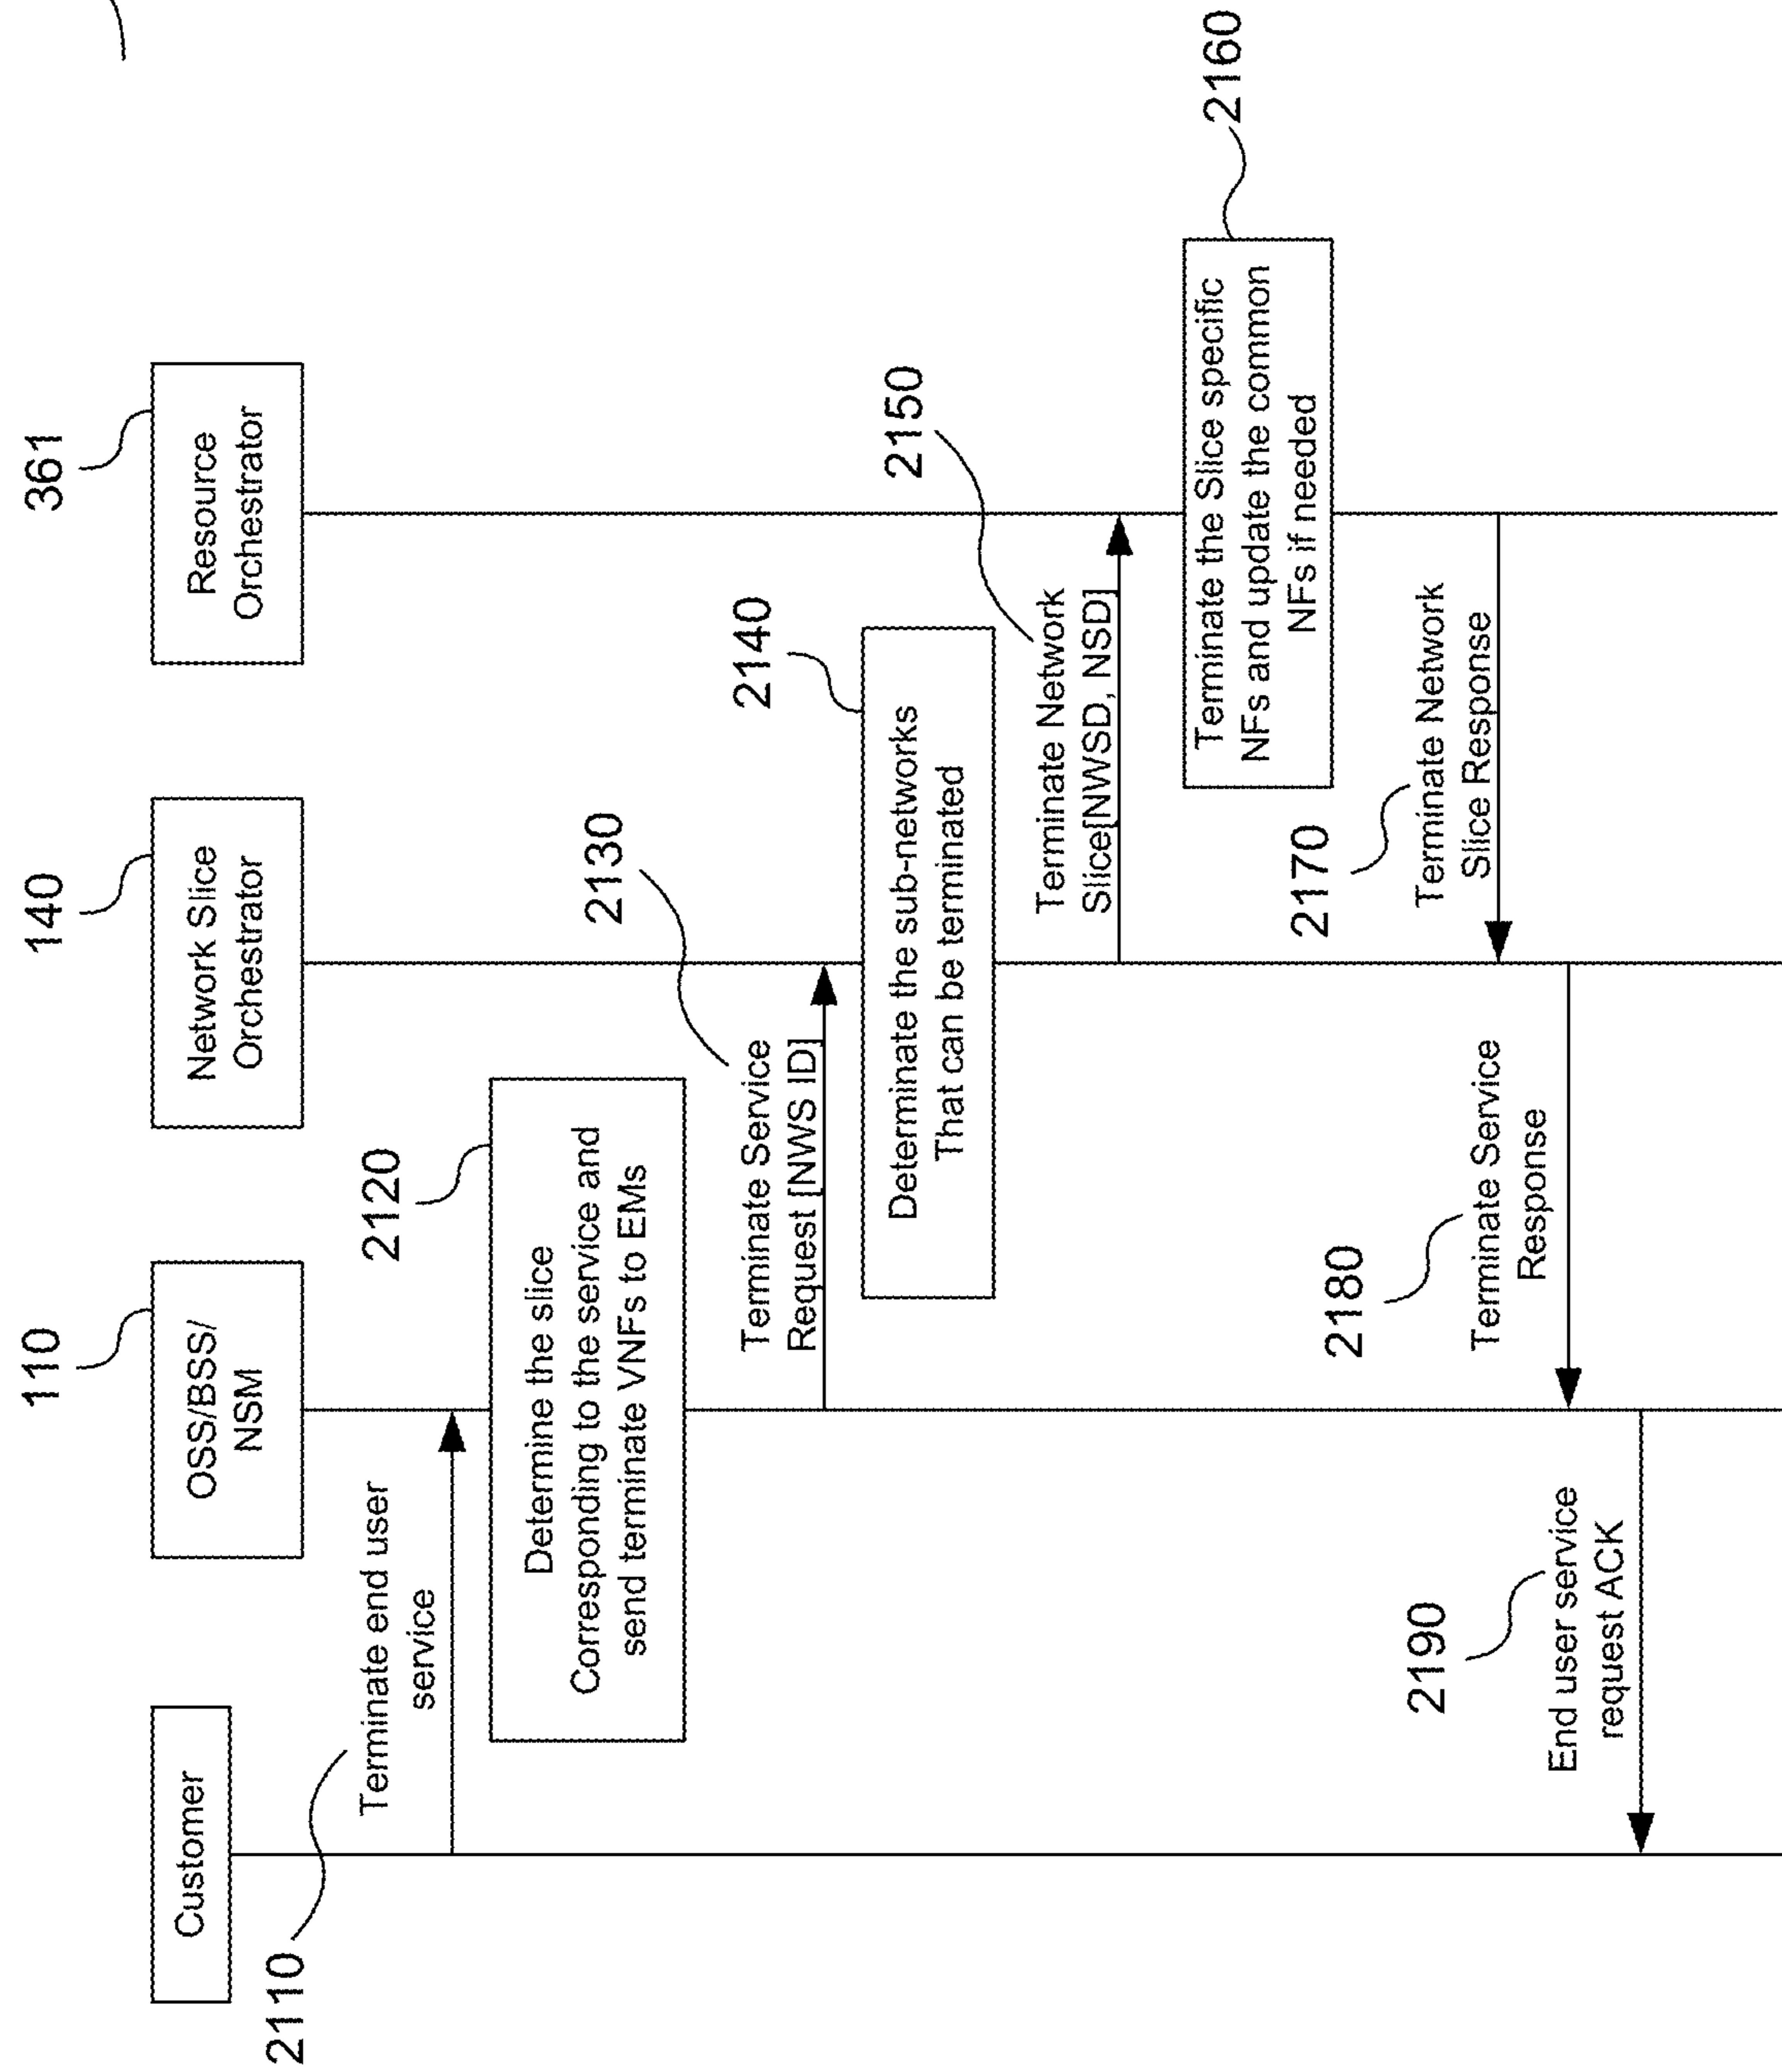 Customer
110
OSS/BSS/
NSM
140
Network Slice
Orchestrator
361
Resource
Orchestrator
2110
Terminate end user
service
2120
Determine the slice
Corresponding to the service and
send terminate VNFs to EMs
2130
Terminate Service
Request [NWS ID]
2140
Determinate the sub-networks
That can be terminated
2150
Terminate Network
Slice[NWSD, NSD]
2160
Terminate the Slice specific
NFs and update the common
NFs if needed
2170
Terminate Network
Slice Response
2180
Terminate Service
Response
2190
End user service
request ACK